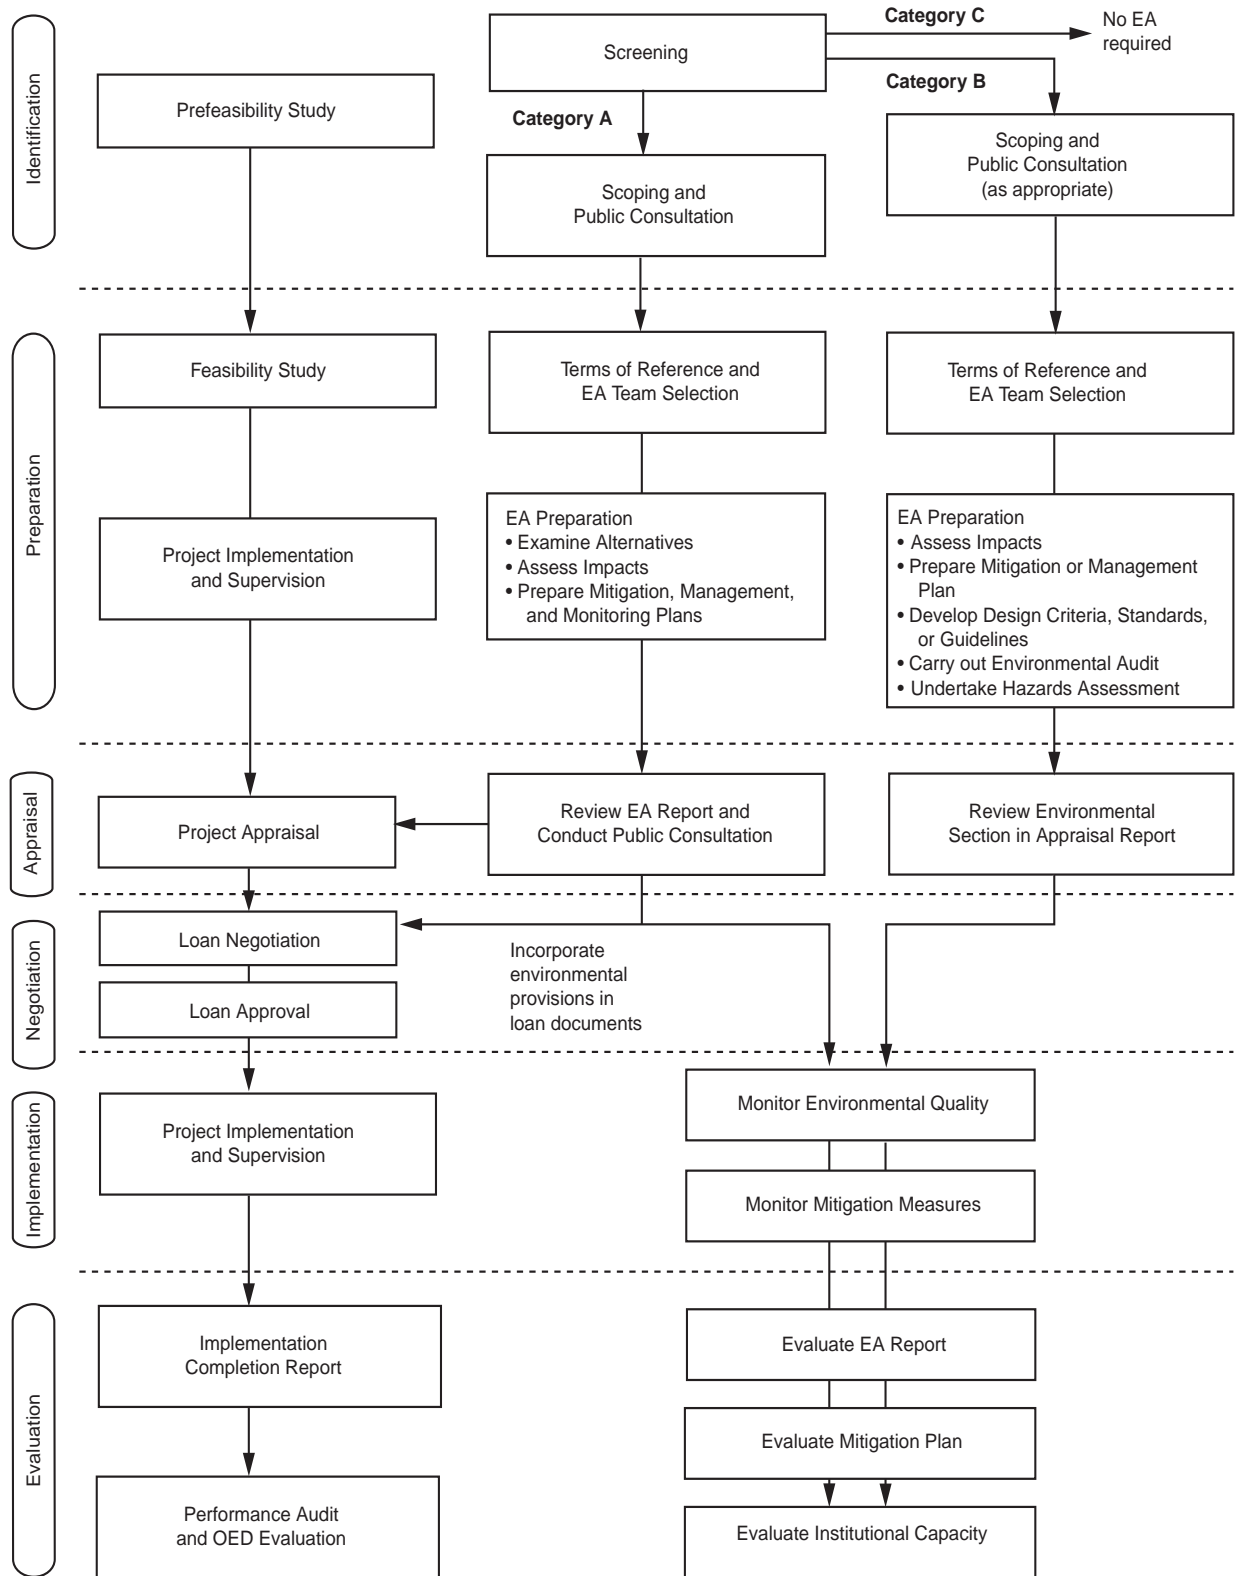 Identification
Prefeasibility Study
Screening
Category C
No EA
required
Category B
Category A
Scoping and
Public Consultation
Scoping and
Public Consultation
(as appropriate)
Preparation
Feasibility Study
Terms of Reference and
EA Team Selection
Terms of Reference and
EA Team Selection
Project Implementation
and Supervision
EA Preparation
• Examine Alternatives
• Assess Impacts
• Prepare Mitigation, Management,
and Monitoring Plans
EA Preparation
• Assess Impacts
• Prepare Mitigation or Management
Plan
• Develop Design Criteria, Standards,
or Guidelines
• Carry out Environmental Audit
• Undertake Hazards Assessment
Appraisal
Project Appraisal
Review EA Report and
Conduct Public Consultation
Review Environmental
Section in Appraisal Report
Negotiation
Loan Negotiation
Loan Approval
Incorporate
environmental
provisions in
loan documents
Implementation
Project Implementation
and Supervision
Monitor Environmental Quality
Monitor Mitigation Measures
Evaluation
Implementation
Completion Report
Evaluate EA Report
Evaluate Mitigation Plan
Performance Audit
and OED Evaluation
Evaluate Institutional Capacity